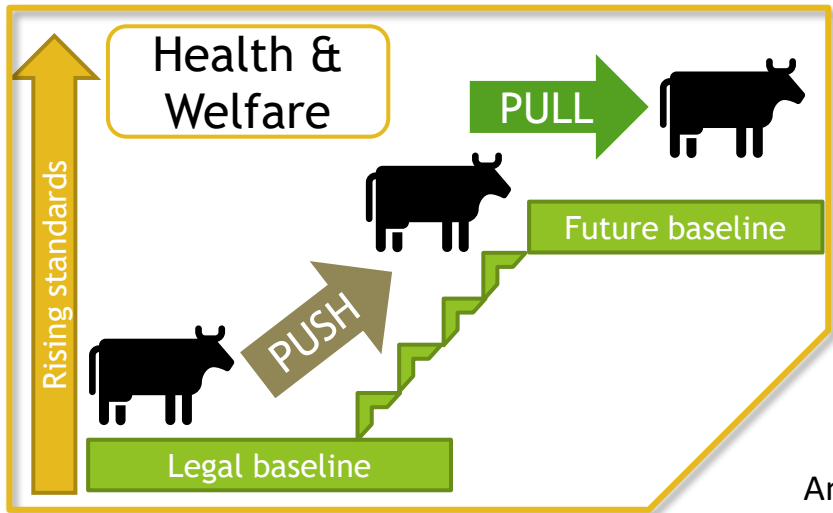 Health &
Welfare
PULL
Rising standards
Future baseline
PUSH
Legal baseline